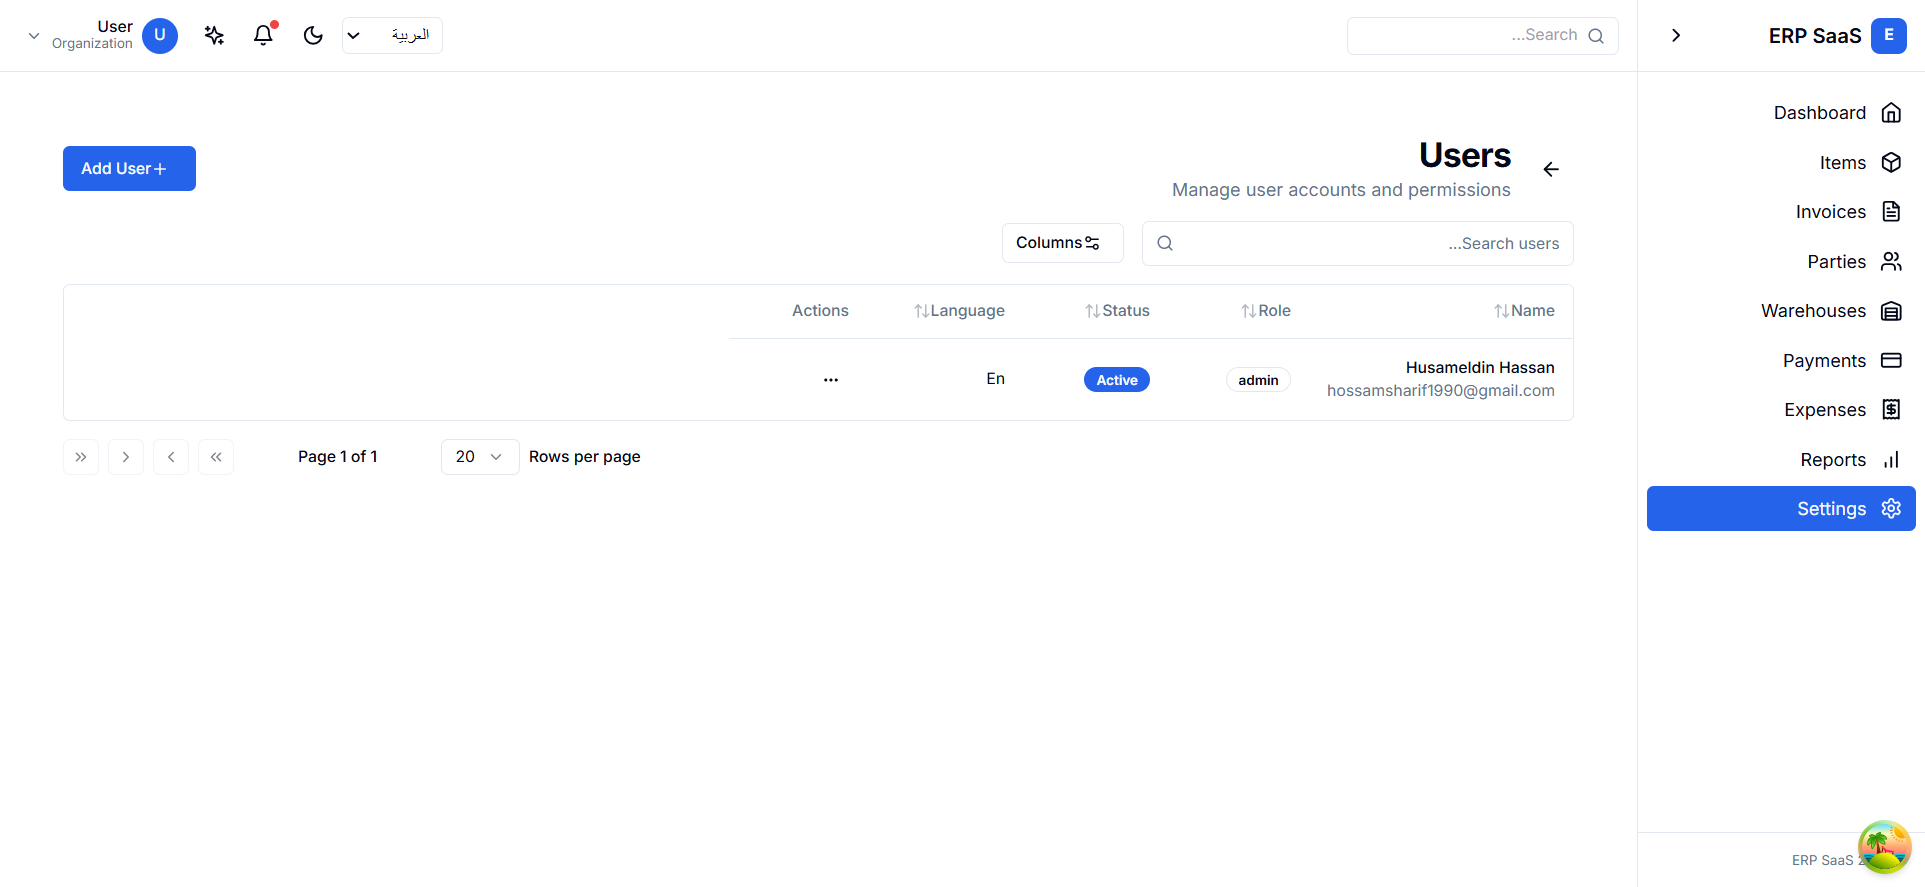 ERP SaaS
E
Search...
العربية
U
User
Organization
Dashboard
Items
Invoices
Parties
Warehouses
Payments
Expenses
Reports
Settings
Users
Manage user accounts and permissions
Add User
Search users...
Columns
Name Role Status Language Actions
Husameldin Hassan
hossamsharif1990@gmail.com
admin
Active
En
Rows per page 20
Page 1 of 1
ERP SaaS